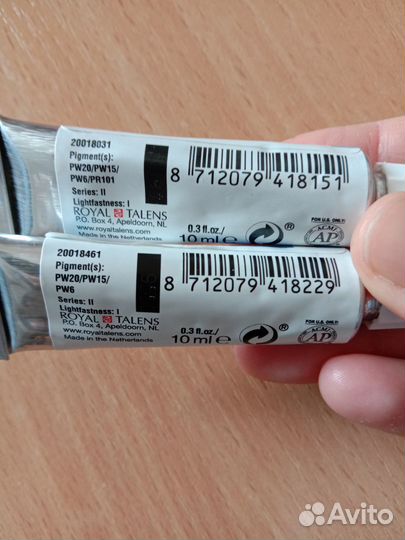 20018031
Pigment(s):
PW20/PW15/
PW6/PR101
Series: II
Lightfastness: I
ROYAL TALENS
P.O. Box 4, Apeldoorn, NL
www.royaltalens.com
Made in the Netherlands
8 712079 418151
0.3 fl.oz./
10 ml e
FOR U.S. ONLY!
ACMI
AP
20018461
Pigment(s):
PW20/PW15/
PW6
Series: II
Lightfastness: I
ROYAL TALENS
P.O. Box 4, Apeldoorn, NL
www.royaltalens.com
Made in the Netherlands
8 712079 418229
0.3 fl.oz./
10 ml e
FOR U.S. ONLY!
ACMI
AP
Avito